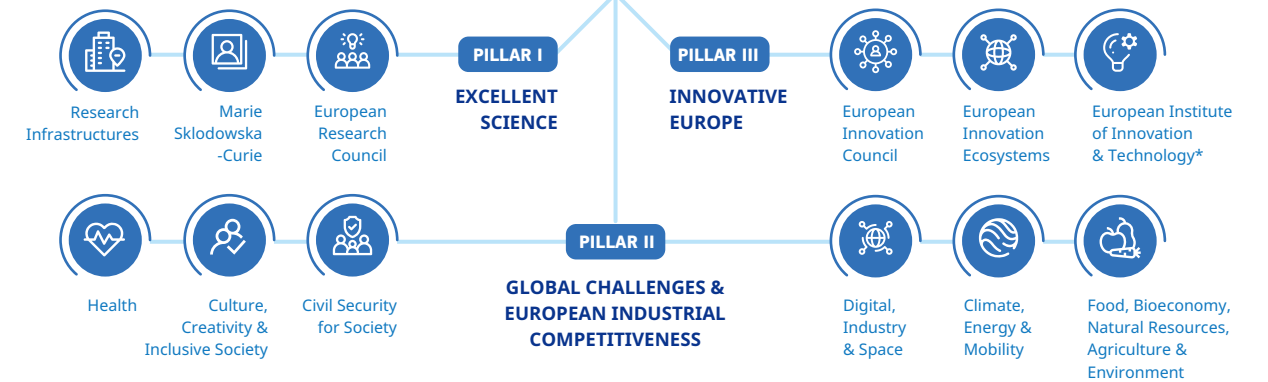 PILLAR I
EXCELLENT
SCIENCE
Research
Infrastructures
Marie
Sklodowska
-Curie
European
Research
Council
PILLAR III
INNOVATIVE
EUROPE
European
Innovation
Council
European
Innovation
Ecosystems
European Institute
of Innovation
& Technology*
PILLAR II
GLOBAL CHALLENGES &
EUROPEAN INDUSTRIAL
COMPETITIVENESS
Health
Culture,
Creativity &
Inclusive Society
Civil Security
for Society
Digital,
Industry
& Space
Climate,
Energy &
Mobility
Food, Bioeconomy,
Natural Resources,
Agriculture &
Environment